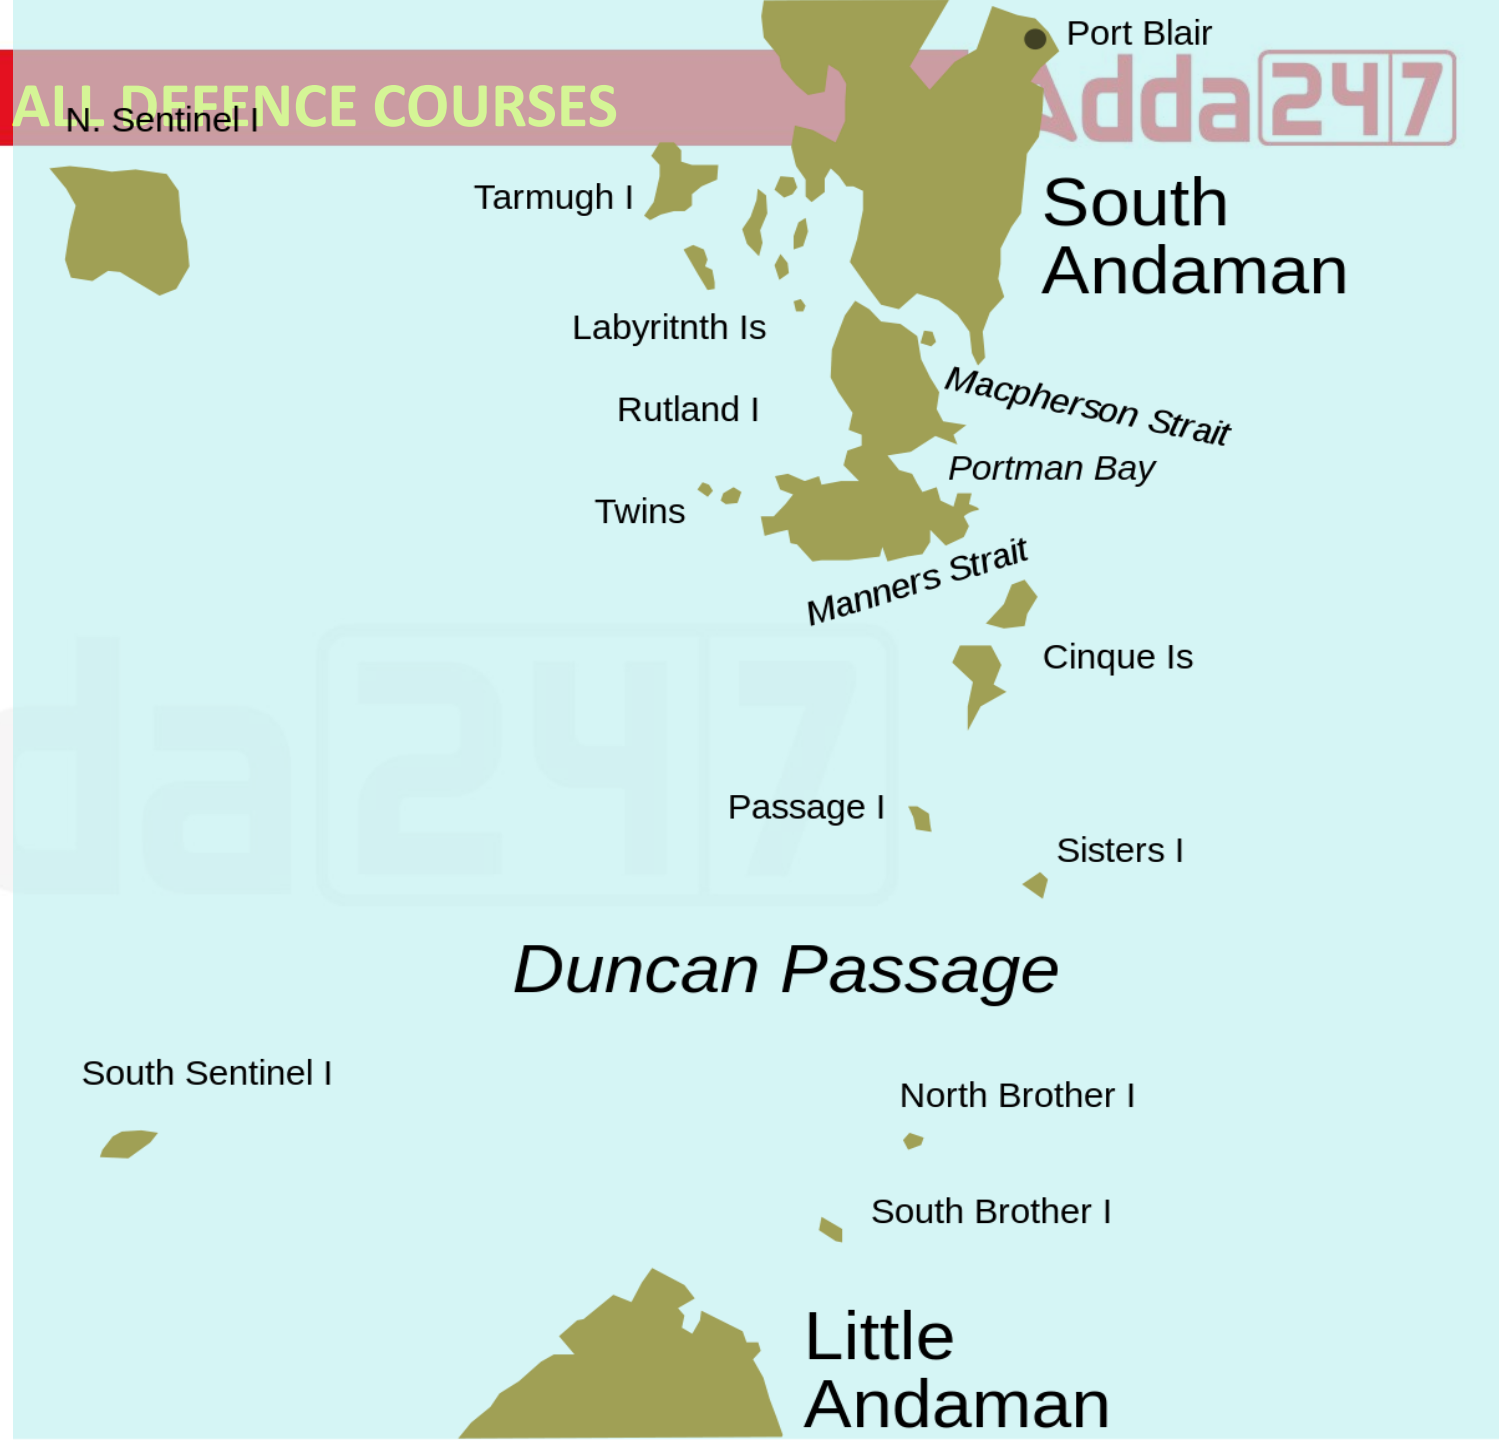 Port Blair
ALL DEFENCE COURSES
Adda247
N. Sentinel I
Tarmugh I
South
Andaman
Labyritnth Is
Macpherson Strait
Rutland I
Portman Bay
Twins
Manners Strait
Cinque Is
da247
Passage I
Sisters I
Duncan Passage
South Sentinel I
North Brother I
South Brother I
Little
Andaman